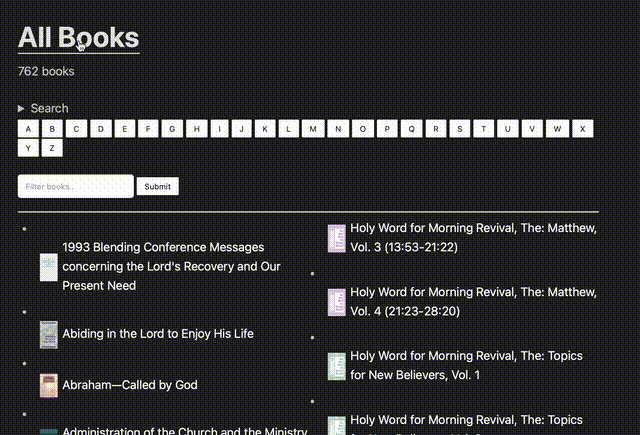 All Books
762 books
Search
A B C D E F G H I J K L M N O P Q R S T U V W X
Y Z
Filter books..
Submit
1993 Blending Conference Messages
concerning the Lord's Recovery and Our
Present Need
Abiding in the Lord to Enjoy His Life
Abraham—Called by God
Administration of the Church and the Ministry
Holy Word for Morning Revival, The: Matthew,
Vol. 3 (13:53-21:22)
Holy Word for Morning Revival, The: Matthew,
Vol. 4 (21:23-28:20)
Holy Word for Morning Revival, The: Topics
for New Believers, Vol. 1
Holy Word for Morning Revival, The: Topics